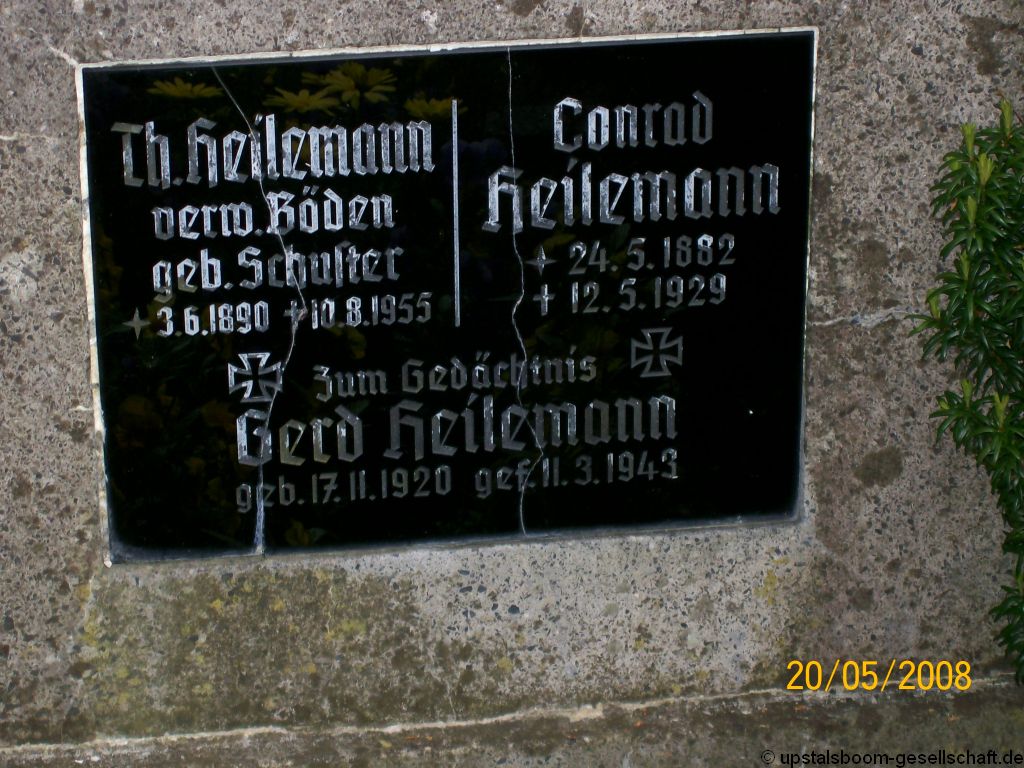 Th. Heilemann
verw. Böden
geb. Schuster
3.6.1890 † 10.8.1955
Conrad
Heilemann
24.5.1882
† 12.5.1929
Zum Gedächtnis
Gerd Heilemann
geb. 17.11.1920 gef. 11.3.1943
20/05/2008
© upstalsboom-gesellschaft.de